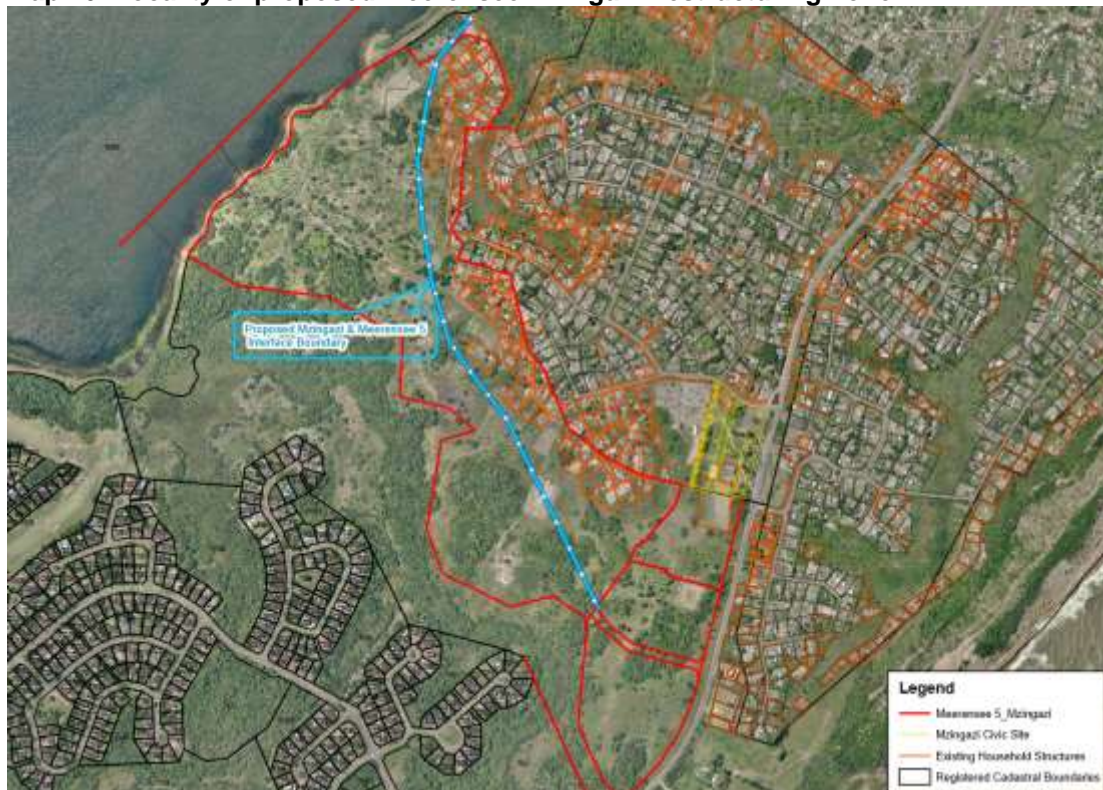 Proposed Mzingazi & Meerensee 5
Interface Boundary
Legend
Meerensee 5_Mzingazi
Mzingazi Civic Site
Existing Household Structures
Registered Cadastral Boundaries